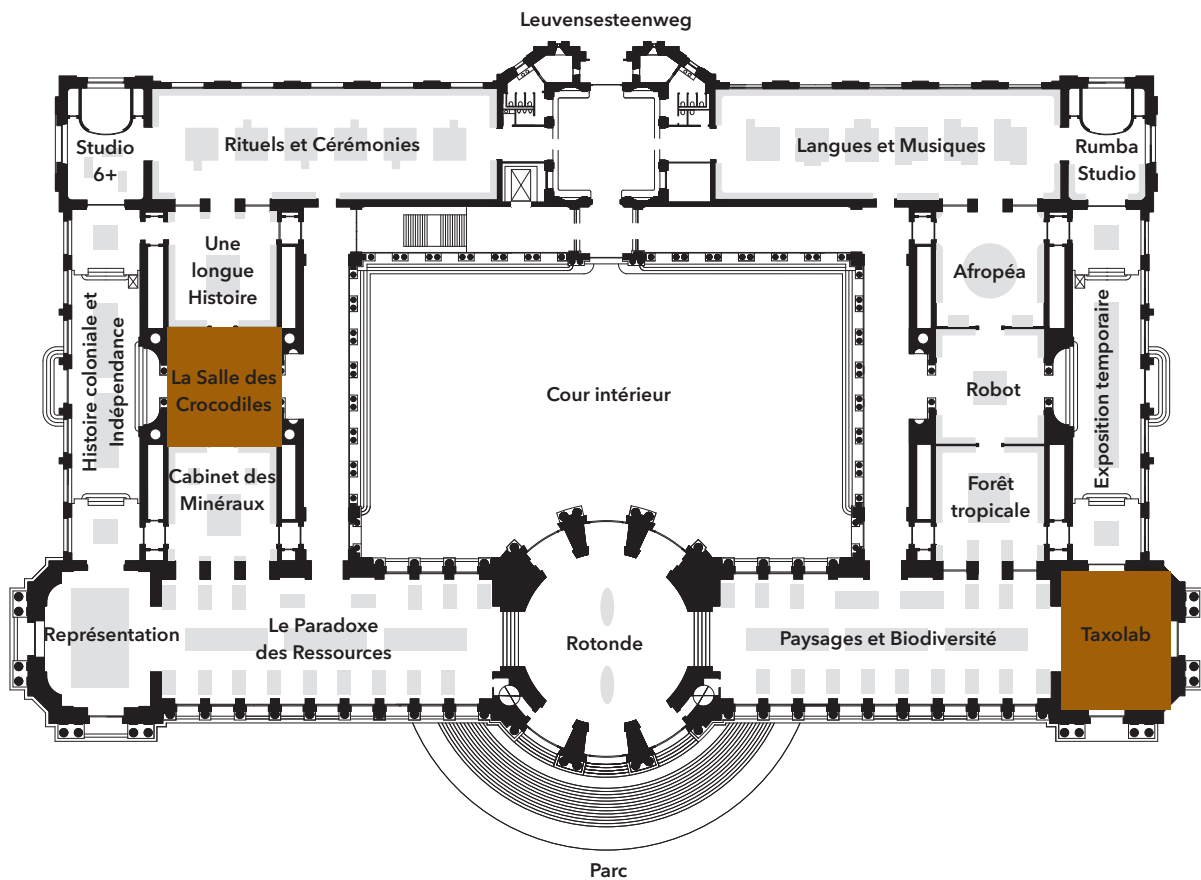 Leuvensesteenweg
Studio
6+
Rituels et Cérémonies
Langues et Musiques
Rumba
Studio
Une
longue
Histoire
Afropéa
Histoire coloniale et
Indépendance
La Salle des
Crocodiles
Cour intérieur
Robot
Exposition temporaire
Cabinet des
Minéraux
Forêt
tropicale
Représentation
Le Paradoxe
des Ressources
Rotonde
Paysages et Biodiversité
Taxolab
Parc